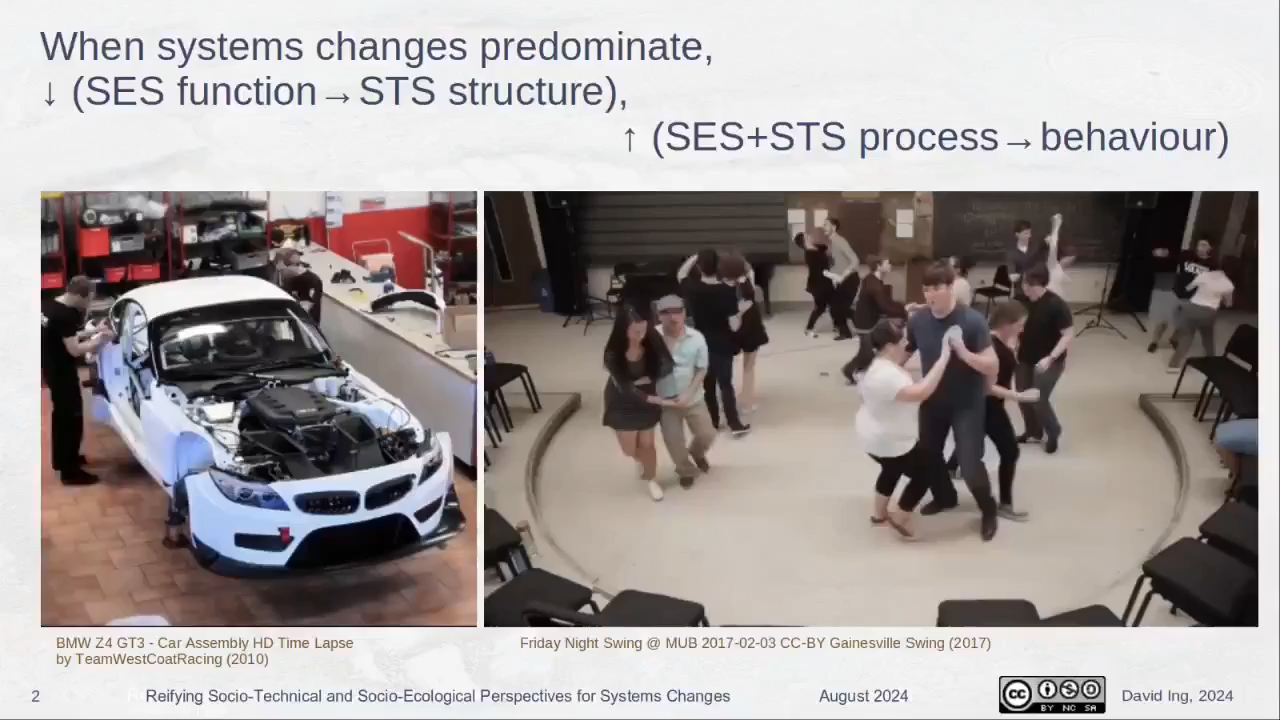 When systems changes predominate,
↓ (SES function→STS structure),
↑ (SES+STS process→behaviour)
BMW Z4 GT3 - Car Assembly HD Time Lapse
by TeamWestCoatRacing (2010)
Friday Night Swing @ MUB 2017-02-03 CC-BY Gainesville Swing (2017)
2
Reifying Socio-Technical and Socio-Ecological Perspectives for Systems Changes
August 2024
cc
BY NC SA
David Ing, 2024